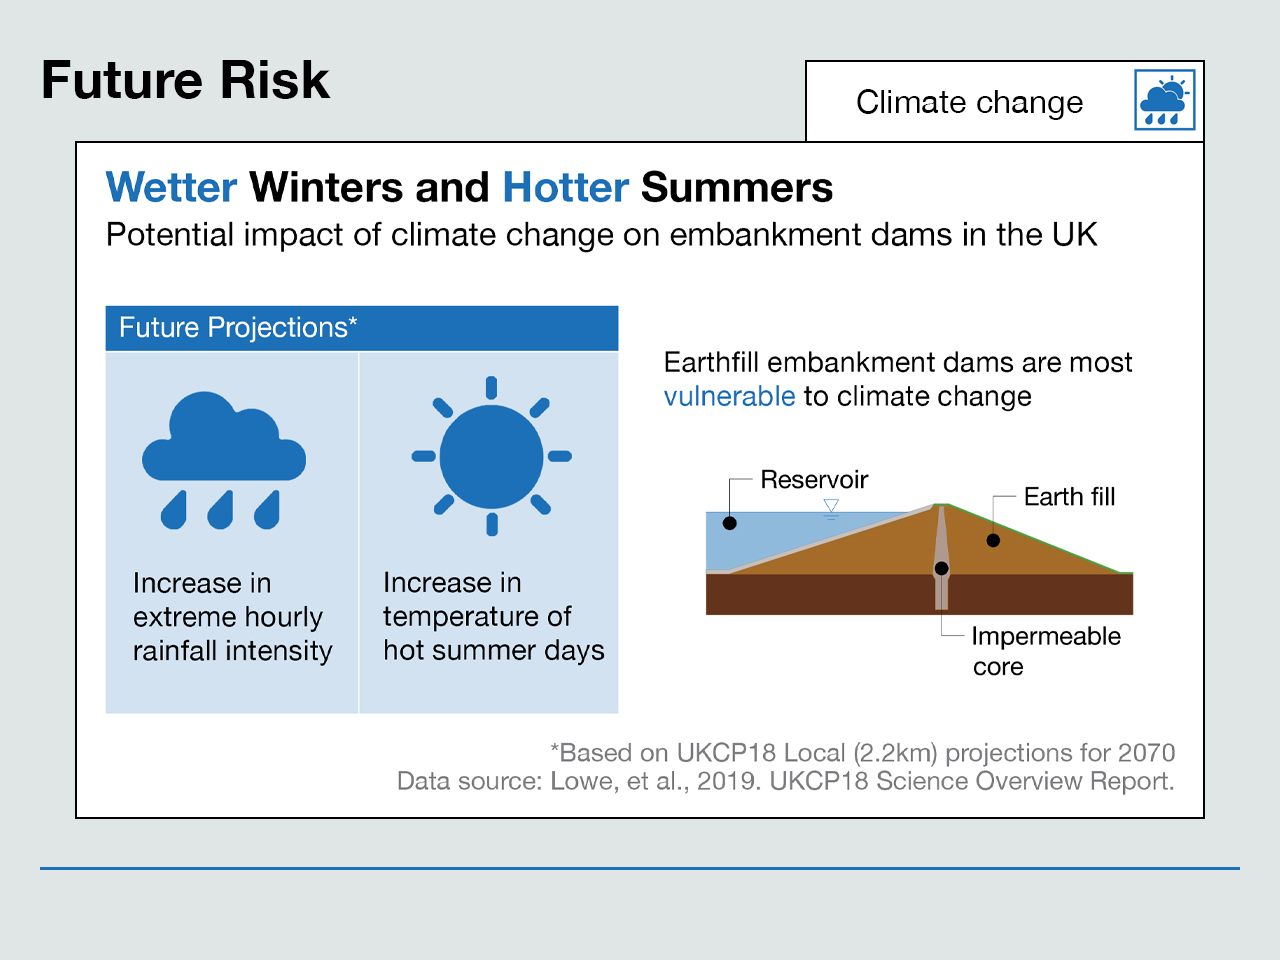 Future Risk
Climate change
Wetter Winters and Hotter Summers
Potential impact of climate change on embankment dams in the UK
Future Projections*
Increase in
extreme hourly
rainfall intensity
Increase in
temperature of
hot summer days
Earthfill embankment dams are most
vulnerable to climate change
Reservoir
Earth fill
Impermeable
core
*Based on UKCP18 Local (2.2km) projections for 2070
Data source: Lowe, et al., 2019. UKCP18 Science Overview Report.